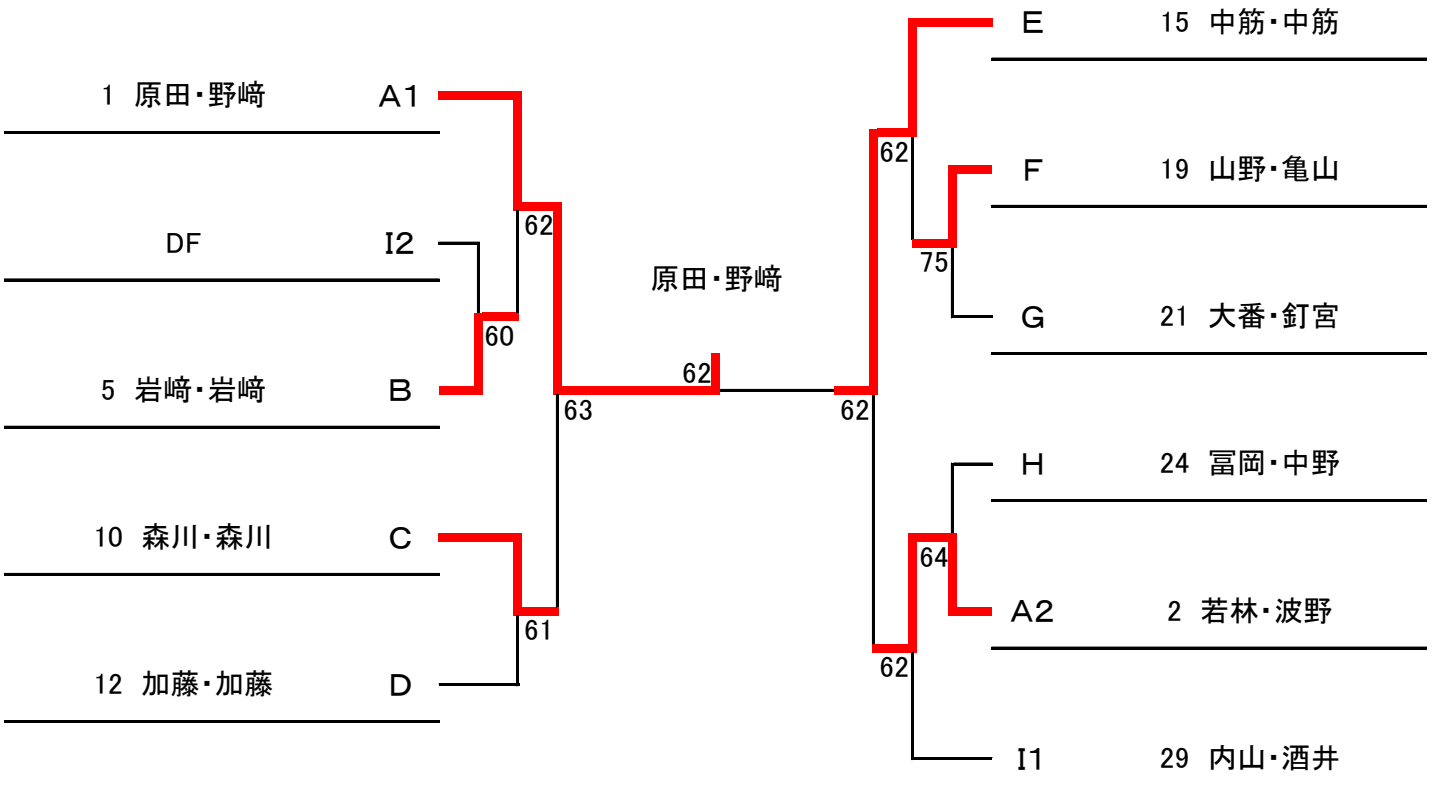 E 15 中筋・中筋
1 原田・野﨑 A1
62
F 19 山野・亀山
62
DF I2
75
原田・野﨑
G 21 大番・釘宮
60
62
5 岩﨑・岩﨑 B
63
62
H 24 冨岡・中野
10 森川・森川 C
64
A2 2 若林・波野
61
62
12 加藤・加藤 D
I1 29 内山・酒井